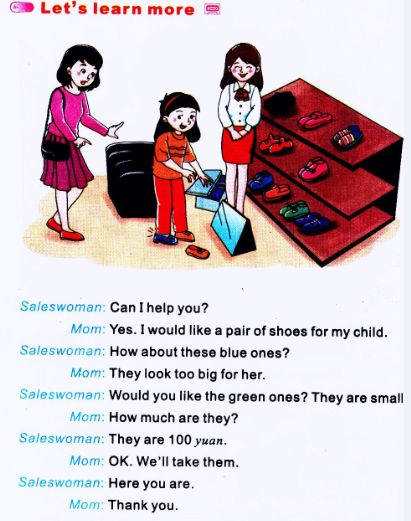 Let's learn more
Saleswoman: Can I help you?
Mom: Yes. I would like a pair of shoes for my child.
Saleswoman: How about these blue ones?
Mom: They look too big for her.
Saleswoman: Would you like the green ones? They are small
Mom: How much are they?
Saleswoman: They are 100 yuan.
Mom: OK. We'll take them.
Saleswoman: Here you are.
Mom: Thank you.